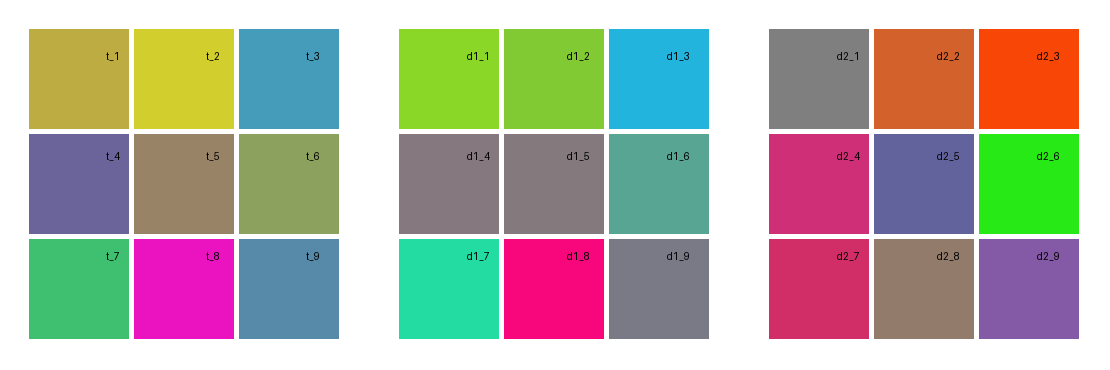 t_1 t_2 t_3 d1_1 d1_2 d1_3 d2_1 d2_2 d2_3
t_4 t_5 t_6 d1_4 d1_5 d1_6 d2_4 d2_5 d2_6
t_7 t_8 t_9 d1_7 d1_8 d1_9 d2_7 d2_8 d2_9